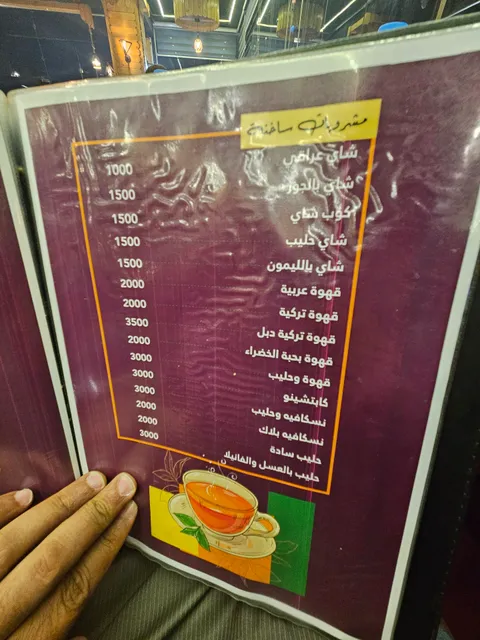 مشروبات ساخنة
شاي عراقي 1000
شاي بالجوز 1500
كوب شاي 1500
شاي حليب 1500
شاي بالليمون 1500
قهوة عربية 2000
قهوة تركية 2000
قهوة تركية دبل 3500
قهوة بحبة الخضراء 2000
قهوة وحليب 3000
كابتشينو 3000
نسكافيه وحليب 3000
نسكافيه بلاك 2000
حليب سادة 2000
حليب بالعسل والفانيلا 3000